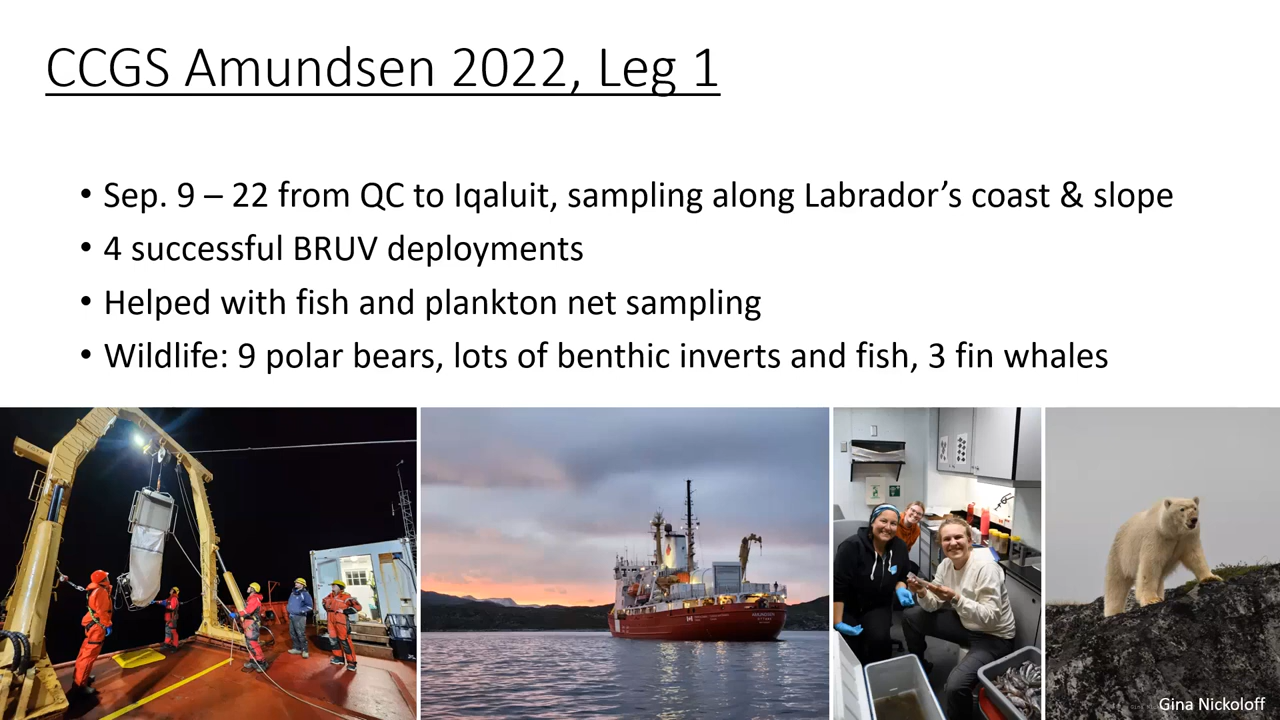 CCGS Amundsen 2022, Leg 1
• Sep. 9 – 22 from QC to Iqaluit, sampling along Labrador’s coast & slope
• 4 successful BRUV deployments
• Helped with fish and plankton net sampling
• Wildlife: 9 polar bears, lots of benthic inverts and fish, 3 fin whales
AMUNDSEN
Gina Nickoloff